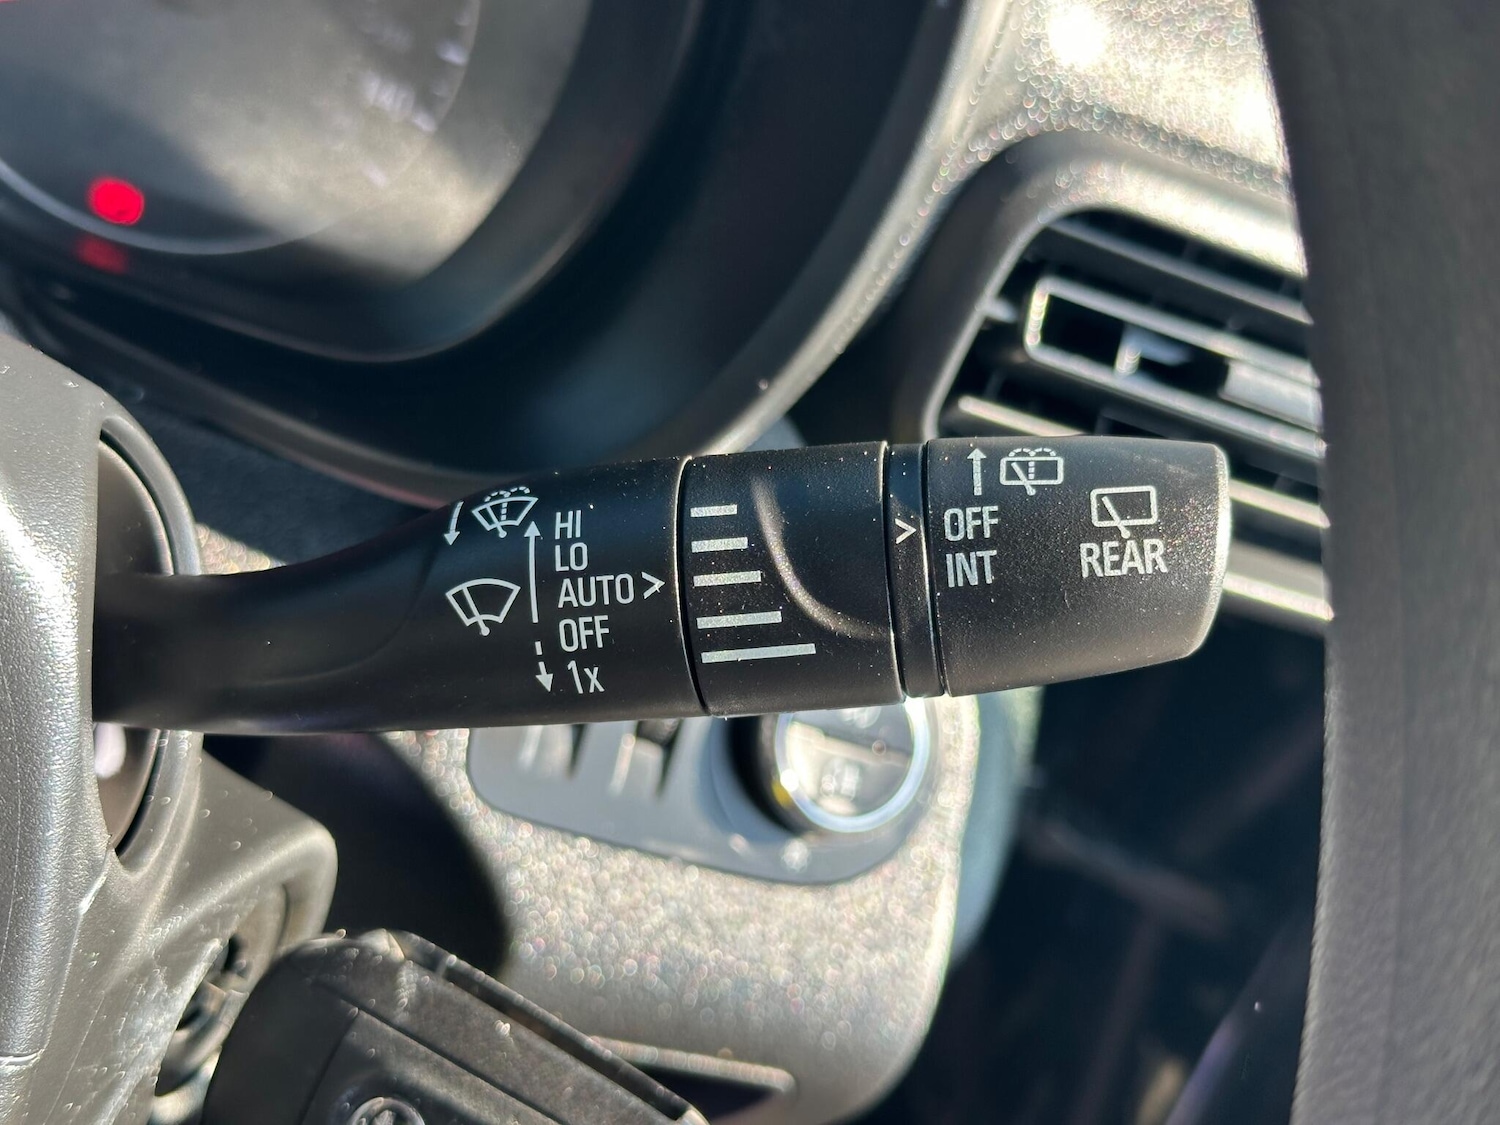 HI
LO
AUTO >
OFF
1x
>
OFF
INT
REAR